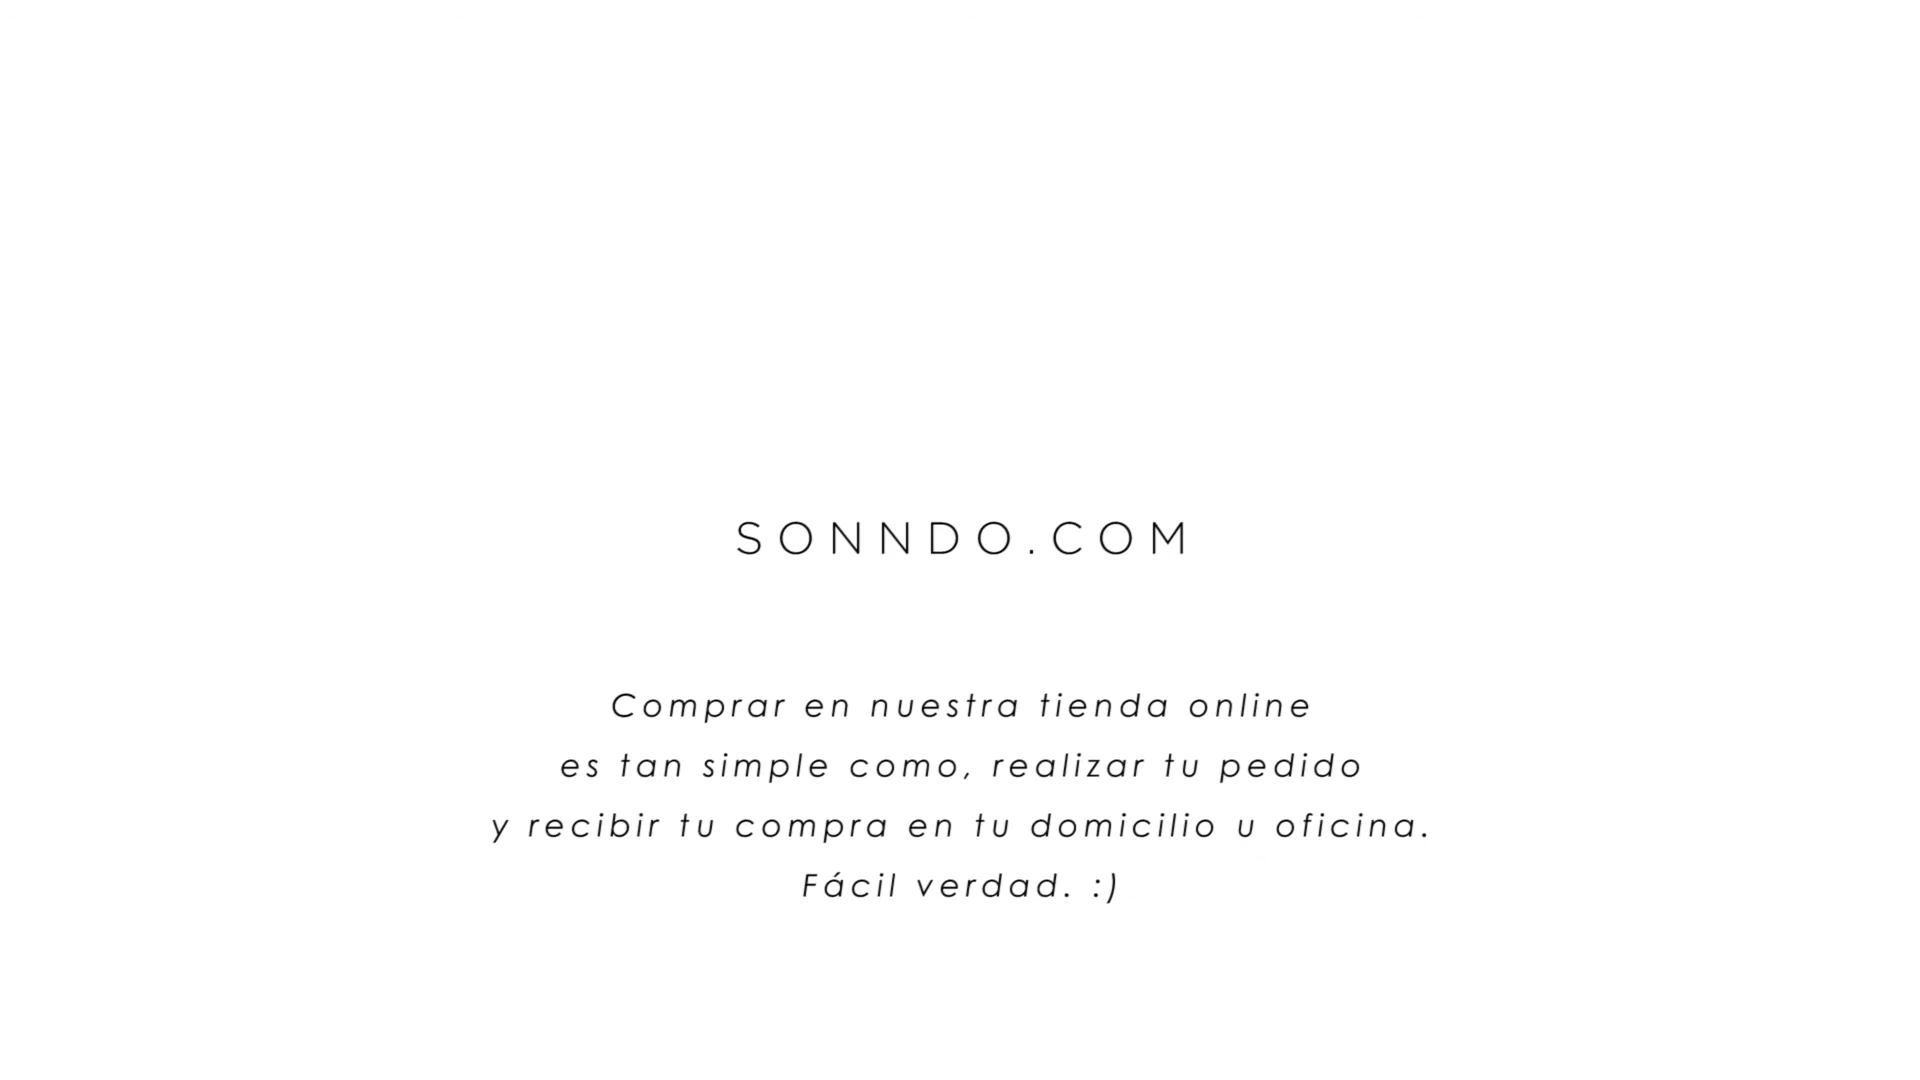 SONNDO.COM
Comprar en nuestra tienda online
es tan simple como, realizar tu pedido
y recibir tu compra en tu domicilio u oficina.
Fácil verdad. :)